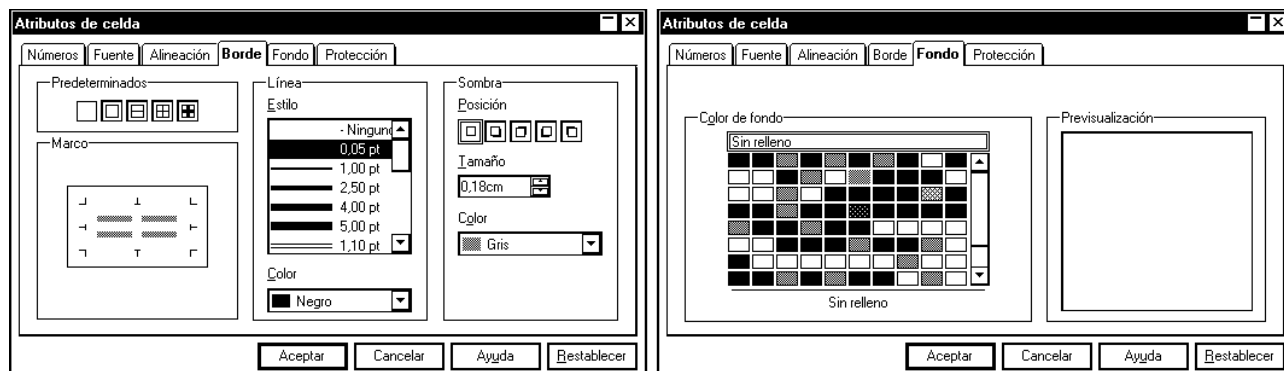 Atributos de celda
Números Fuente Alineación Borde Fondo Protección
Predeterminados
Marco
Línea
Estilo
- Ninguno
0,05 pt
1,00 pt
2,50 pt
4,00 pt
5,00 pt
1,10 pt
Color
Negro
Sombra
Posición
Tamaño
0,18cm
Color
Gris
Aceptar Cancelar Ayuda Restablecer
Atributos de celda
Números Fuente Alineación Borde Fondo Protección
Color de fondo
Sin relleno
Sin relleno
Previsualización
Aceptar Cancelar Ayuda Restablecer